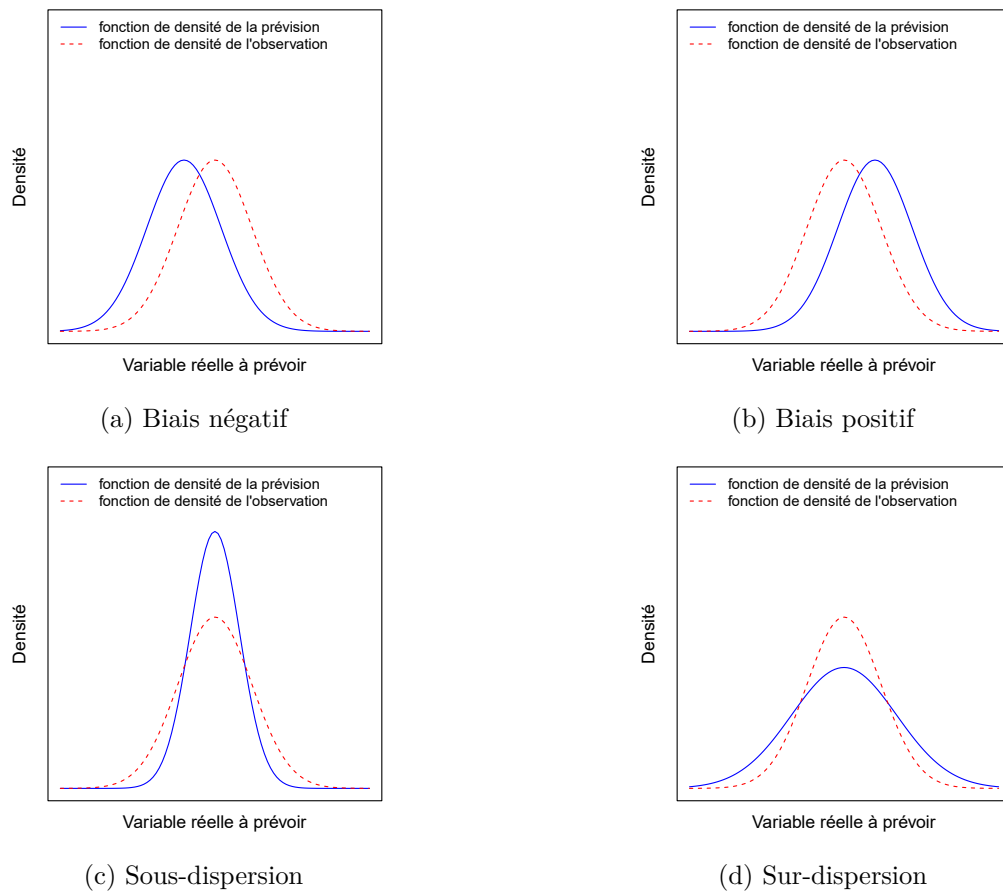 fonction de densité de la prévision
fonction de densité de l'observation
Densité
Variable réelle à prévoir
(a) Biais négatif
fonction de densité de la prévision
fonction de densité de l'observation
Densité
Variable réelle à prévoir
(b) Biais positif
fonction de densité de la prévision
fonction de densité de l'observation
Densité
Variable réelle à prévoir
(c) Sous-dispersion
fonction de densité de la prévision
fonction de densité de l'observation
Densité
Variable réelle à prévoir
(d) Sur-dispersion